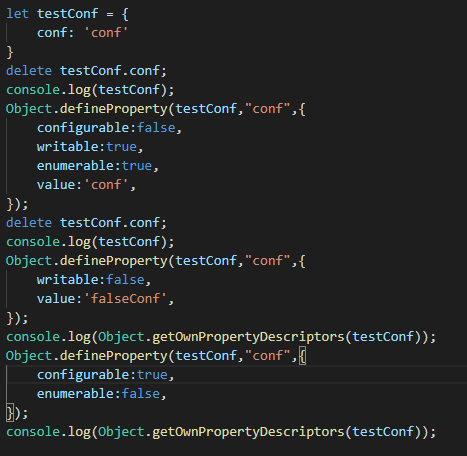 let testConf = {
    conf: 'conf'
}
delete testConf.conf;
console.log(testConf);
Object.defineProperty(testConf,"conf",{
    configurable:false,
    writable:true,
    enumerable:true,
    value:'conf',
});
delete testConf.conf;
console.log(testConf);
Object.defineProperty(testConf,"conf",{
    writable:false,
    value:'falseConf',
});
console.log(Object.getOwnPropertyDescriptors(testConf));
Object.defineProperty(testConf,"conf",{
    configurable:true,
    enumerable:false,
});
console.log(Object.getOwnPropertyDescriptors(testConf));